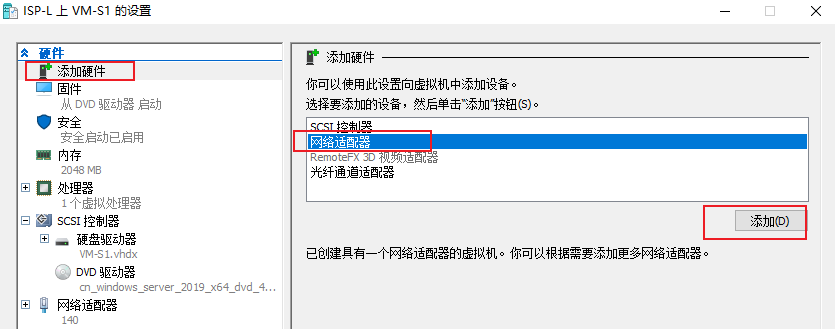 ISP-L 上 VM-S1 的设置
硬件
添加硬件
固件
从 DVD 驱动器 启动
安全
安全启动已启用
内存
2048 MB
处理器
1 个虚拟处理器
SCSI 控制器
硬盘驱动器
VM-S1.vhdx
DVD 驱动器
cn_windows_server_2019_x64_dvd_4...
网络适配器
140
添加硬件
你可以使用此设置向虚拟机中添加设备。
选择要添加的设备，然后单击"添加"按钮(S)。
SCSI 控制器
网络适配器
RemoteFX 3D 视频适配器
光纤通道适配器
添加(D)
已创建具有一个网络适配器的虚拟机。你可以根据需要添加更多网络适配器。